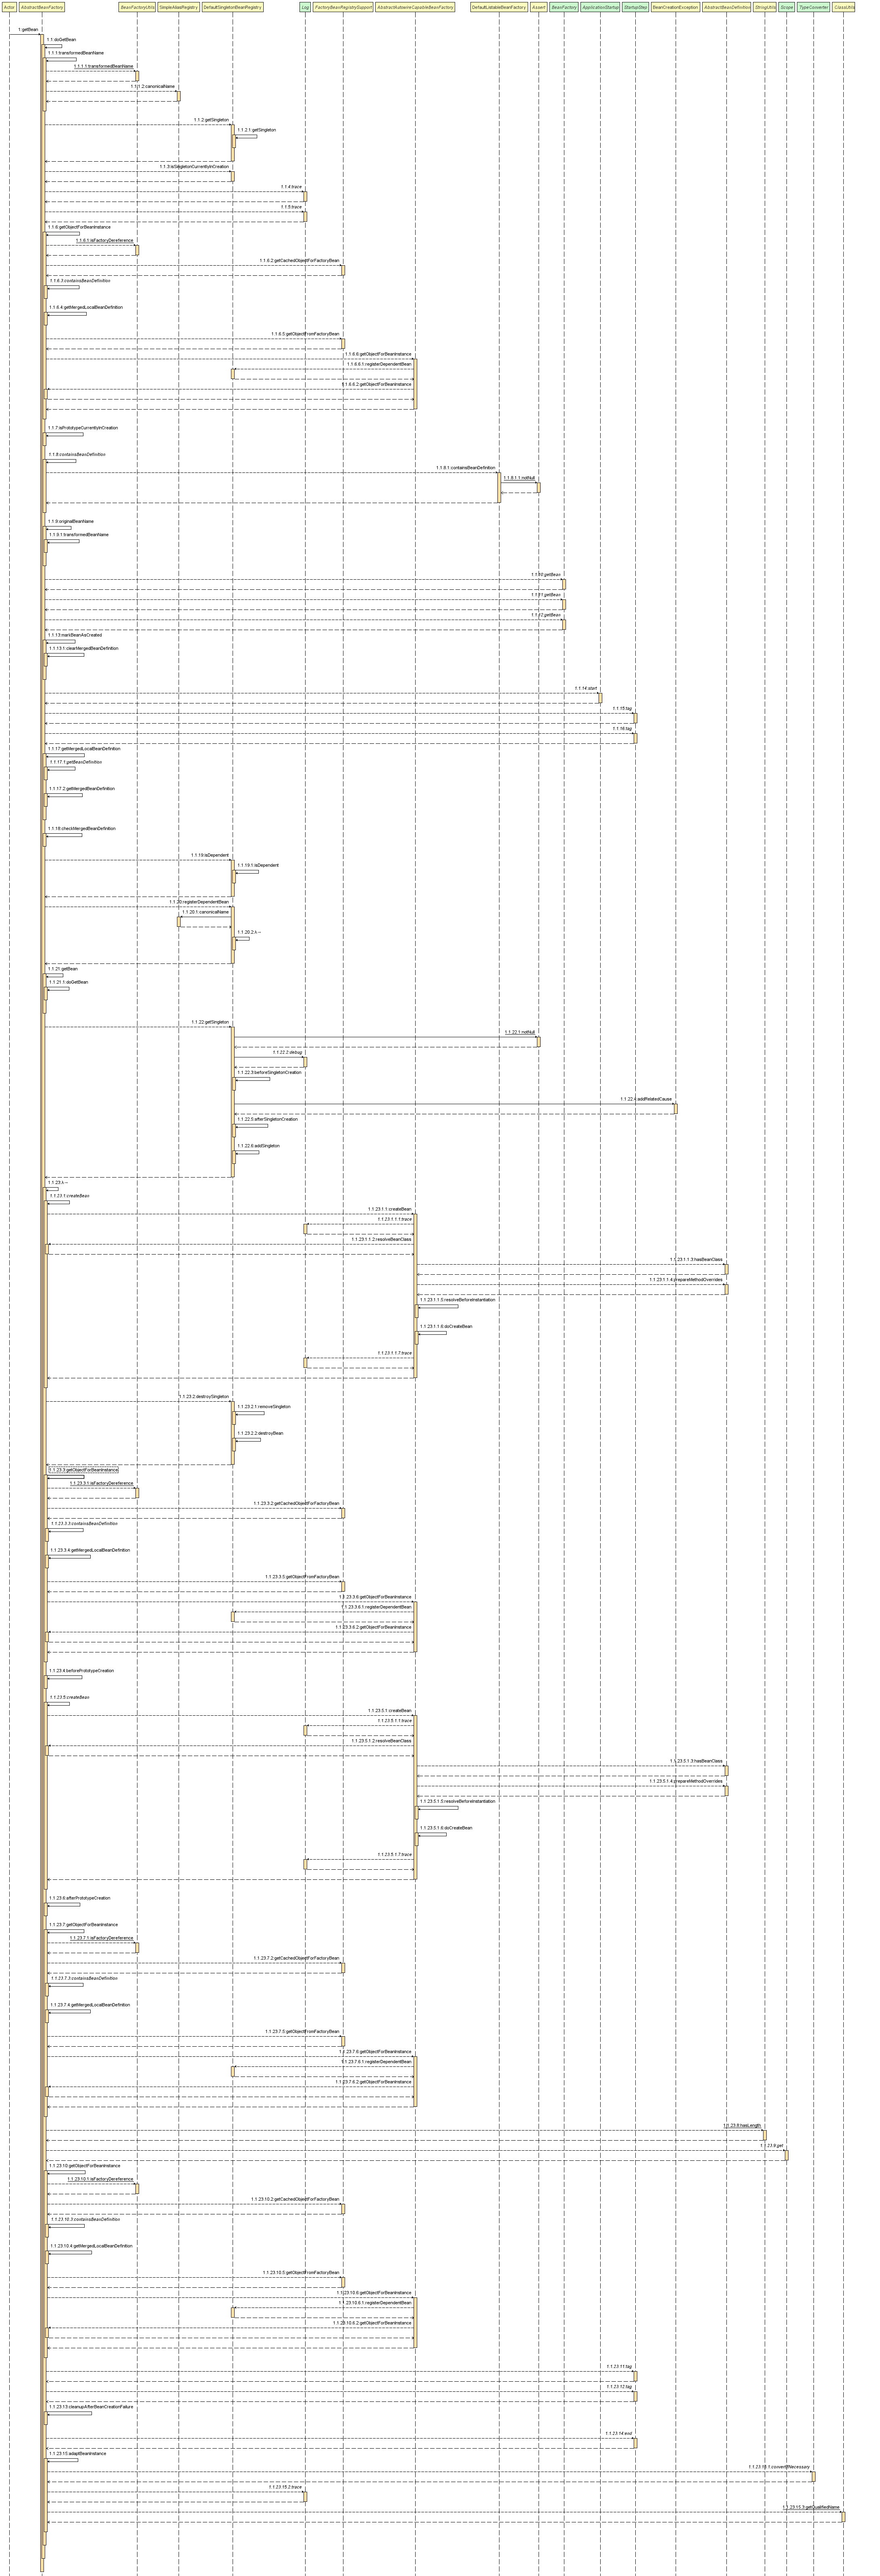 Actor
AbstractBeanFactory
BeanFactoryUtils
SimpleAliasRegistry
DefaultSingletonBeanRegistry
Log
FactoryBeanRegistrySupport
AbstractAutowireCapableBeanFactory
DefaultListableBeanFactory
Assert
BeanFactory
ApplicationStartup
StartupStep
BeanCreationException
AbstractBeanDefinition
StringUtils
Scope
TypeConverter
ClassUtils
1:getBean
1.1:doGetBean
1.1.1:transformedBeanName
1.1.1.1:transformedBeanName
1.1.1.2:canonicalName
1.1.2:getSingleton
1.1.2.1:getSingleton
1.1.3:isSingletonCurrentlyInCreation
1.1.4:trace
1.1.5:trace
1.1.6:getObjectForBeanInstance
1.1.6.1:isFactoryDereference
1.1.6.2:getCachedObjectForFactoryBean
1.1.6.3:containsBeanDefinition
1.1.6.4:getMergedLocalBeanDefinition
1.1.6.5:getObjectFromFactoryBean
1.1.6.6:getObjectForBeanInstance
1.1.6.6.1:registerDependentBean
1.1.6.6.2:getObjectForBeanInstance
1.1.7:isPrototypeCurrentlyInCreation
1.1.8:containsBeanDefinition
1.1.8.1:containsBeanDefinition
1.1.8.1.1:notNull
1.1.9:originalBeanName
1.1.9.1:transformedBeanName
1.1.10:getBean
1.1.11:getBean
1.1.12:getBean
1.1.13:markBeanAsCreated
1.1.13.1:clearMergedBeanDefinition
1.1.14:start
1.1.15:tag
1.1.16:tag
1.1.17:getMergedLocalBeanDefinition
1.1.17.1:getBeanDefinition
1.1.17.2:getMergedBeanDefinition
1.1.18:checkMergedBeanDefinition
1.1.19:isDependent
1.1.19.1:isDependent
1.1.20:registerDependentBean
1.1.20.1:canonicalName
1.1.20.2:λ→
1.1.21:getBean
1.1.21.1:doGetBean
1.1.22:getSingleton
1.1.22.1:notNull
1.1.22.2:debug
1.1.22.3:beforeSingletonCreation
1.1.22.4:addRelatedCause
1.1.22.5:afterSingletonCreation
1.1.22.6:addSingleton
1.1.23:λ→
1.1.23.1:createBean
1.1.23.1.1:createBean
1.1.23.1.1.1:trace
1.1.23.1.1.2:resolveBeanClass
1.1.23.1.1.3:hasBeanClass
1.1.23.1.1.4:prepareMethodOverrides
1.1.23.1.1.5:resolveBeforeInstantiation
1.1.23.1.1.6:doCreateBean
1.1.23.1.1.7:trace
1.1.23.2:destroySingleton
1.1.23.2.1:removeSingleton
1.1.23.2.2:destroyBean
1.1.23.3:getObjectForBeanInstance
1.1.23.3.1:isFactoryDereference
1.1.23.3.2:getCachedObjectForFactoryBean
1.1.23.3.3:containsBeanDefinition
1.1.23.3.4:getMergedLocalBeanDefinition
1.1.23.3.5:getObjectFromFactoryBean
1.1.23.3.6:getObjectForBeanInstance
1.1.23.3.6.1:registerDependentBean
1.1.23.3.6.2:getObjectForBeanInstance
1.1.23.4:beforePrototypeCreation
1.1.23.5:createBean
1.1.23.5.1:createBean
1.1.23.5.1.1:trace
1.1.23.5.1.2:resolveBeanClass
1.1.23.5.1.3:hasBeanClass
1.1.23.5.1.4:prepareMethodOverrides
1.1.23.5.1.5:resolveBeforeInstantiation
1.1.23.5.1.6:doCreateBean
1.1.23.5.1.7:trace
1.1.23.6:afterPrototypeCreation
1.1.23.7:getObjectForBeanInstance
1.1.23.7.1:isFactoryDereference
1.1.23.7.2:getCachedObjectForFactoryBean
1.1.23.7.3:containsBeanDefinition
1.1.23.7.4:getMergedLocalBeanDefinition
1.1.23.7.5:getObjectFromFactoryBean
1.1.23.7.6:getObjectForBeanInstance
1.1.23.7.6.1:registerDependentBean
1.1.23.7.6.2:getObjectForBeanInstance
1.1.23.8:hasLength
1.1.23.9:get
1.1.23.10:getObjectForBeanInstance
1.1.23.10.1:isFactoryDereference
1.1.23.10.2:getCachedObjectForFactoryBean
1.1.23.10.3:containsBeanDefinition
1.1.23.10.4:getMergedLocalBeanDefinition
1.1.23.10.5:getObjectFromFactoryBean
1.1.23.10.6:getObjectForBeanInstance
1.1.23.10.6.1:registerDependentBean
1.1.23.10.6.2:getObjectForBeanInstance
1.1.23.11:tag
1.1.23.12:tag
1.1.23.13:cleanupAfterBeanCreationFailure
1.1.23.14:end
1.1.23.15:adaptBeanInstance
1.1.23.15.1:convertIfNecessary
1.1.23.15.2:trace
1.1.23.15.3:getQualifiedName